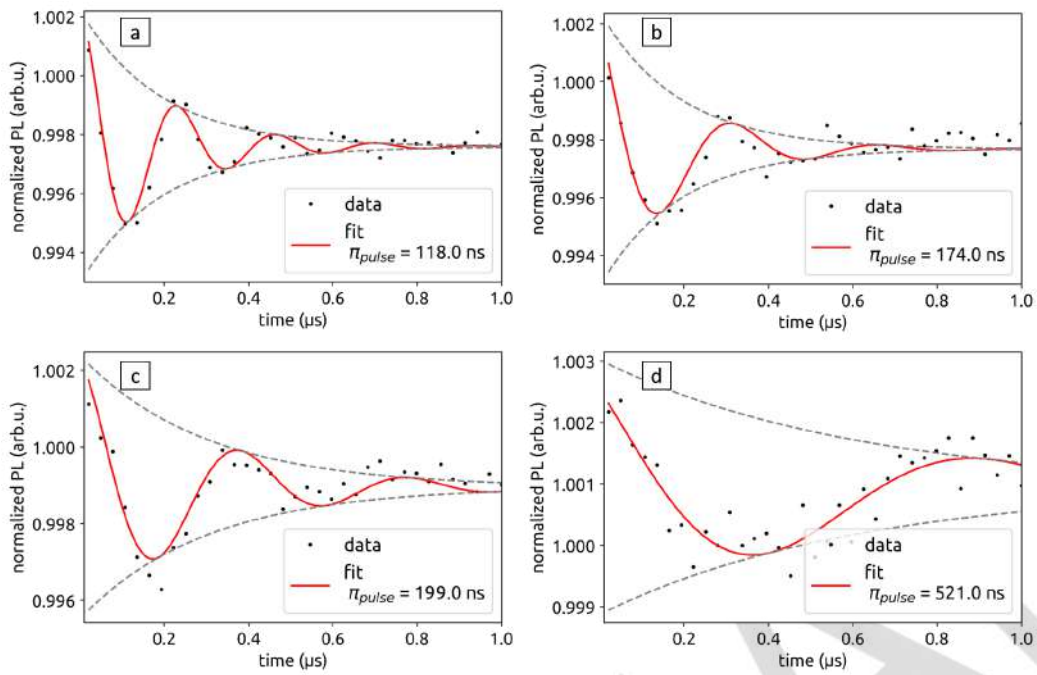 a
normalized PL (arb.u.)
1.002
1.000
0.998
0.996
0.994
data
fit
π_pulse = 118.0 ns
0.2 0.4 0.6 0.8 1.0
time (µs)
b
normalized PL (arb.u.)
1.002
1.000
0.998
0.996
0.994
data
fit
π_pulse = 174.0 ns
0.2 0.4 0.6 0.8 1.0
time (µs)
c
normalized PL (arb.u.)
1.002
1.000
0.998
0.996
data
fit
π_pulse = 199.0 ns
0.2 0.4 0.6 0.8 1.0
time (µs)
d
normalized PL (arb.u.)
1.003
1.002
1.001
1.000
0.999
data
fit
π_pulse = 521.0 ns
0.2 0.4 0.6 0.8 1.0
time (µs)